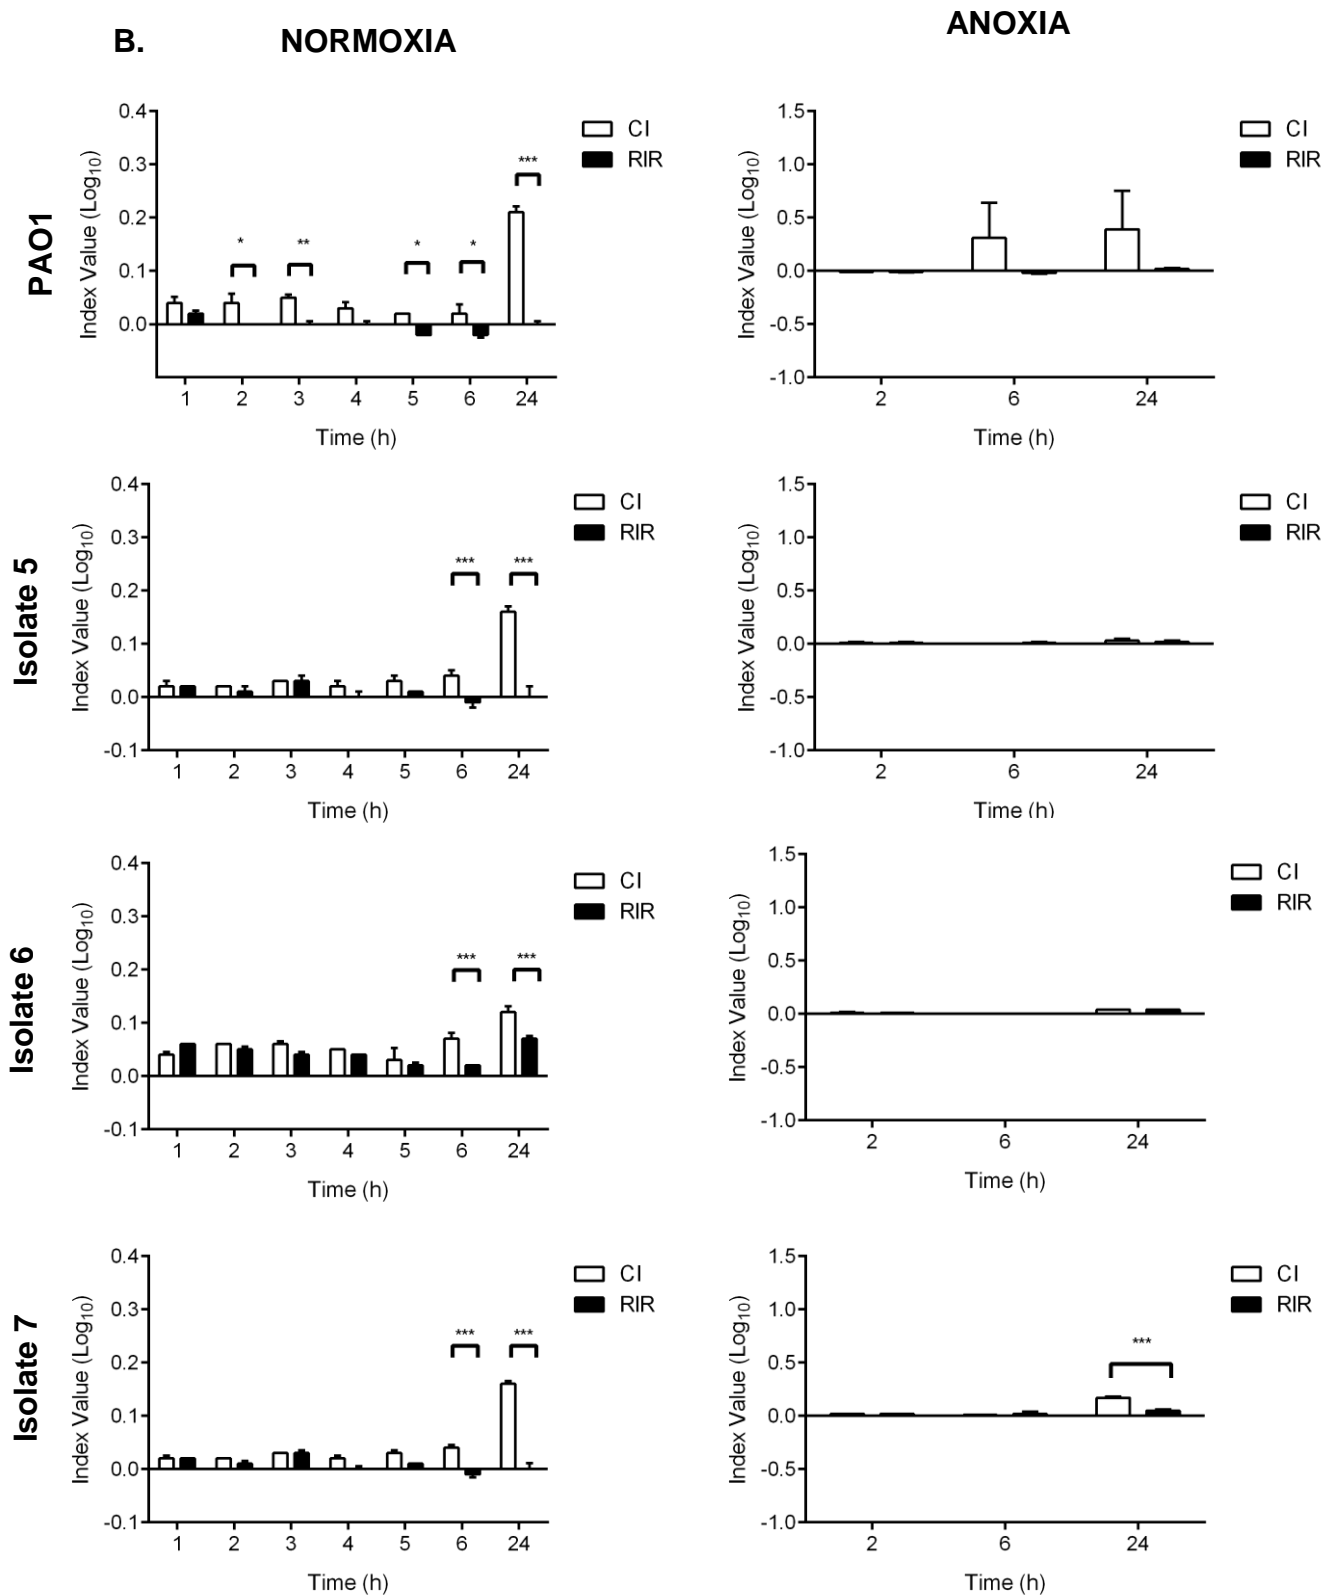 B. NORMOXIA
ANOXIA
PAO1
Index Value (Log10)
0.4
0.3
0.2
0.1
0.0
* ** * * ***
CI
RIR
1 2 3 4 5 6 24
Time (h)
Index Value (Log10)
1.5
1.0
0.5
0.0
-0.5
-1.0
CI
RIR
2 6 24
Time (h)
Isolate 5
Index Value (Log10)
0.4
0.3
0.2
0.1
0.0
-0.1
*** ***
CI
RIR
1 2 3 4 5 6 24
Time (h)
Index Value (Log10)
1.5
1.0
0.5
0.0
-0.5
-1.0
CI
RIR
2 6 24
Time (h)
Isolate 6
Index Value (Log10)
0.4
0.3
0.2
0.1
0.0
-0.1
*** ***
CI
RIR
1 2 3 4 5 6 24
Time (h)
Index Value (Log10)
1.5
1.0
0.5
0.0
-0.5
-1.0
CI
RIR
2 6 24
Time (h)
Isolate 7
Index Value (Log10)
0.4
0.3
0.2
0.1
0.0
-0.1
*** ***
CI
RIR
1 2 3 4 5 6 24
Time (h)
Index Value (Log10)
1.5
1.0
0.5
0.0
-0.5
-1.0
***
CI
RIR
2 6 24
Time (h)